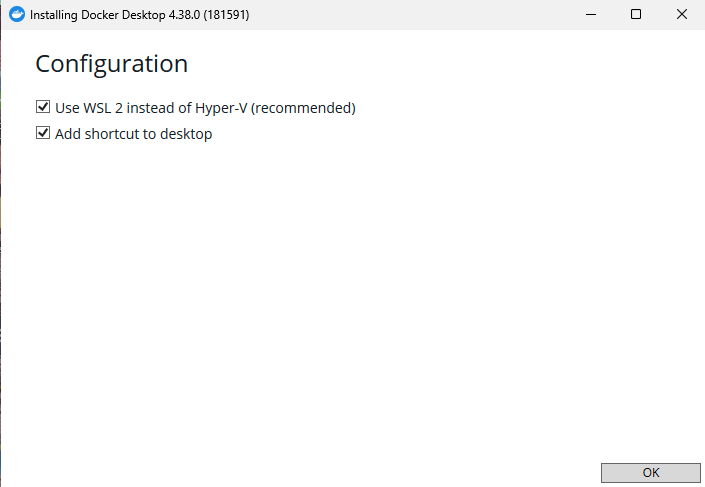 Installing Docker Desktop 4.38.0 (181591)
Configuration
Use WSL 2 instead of Hyper-V (recommended)
Add shortcut to desktop
OK